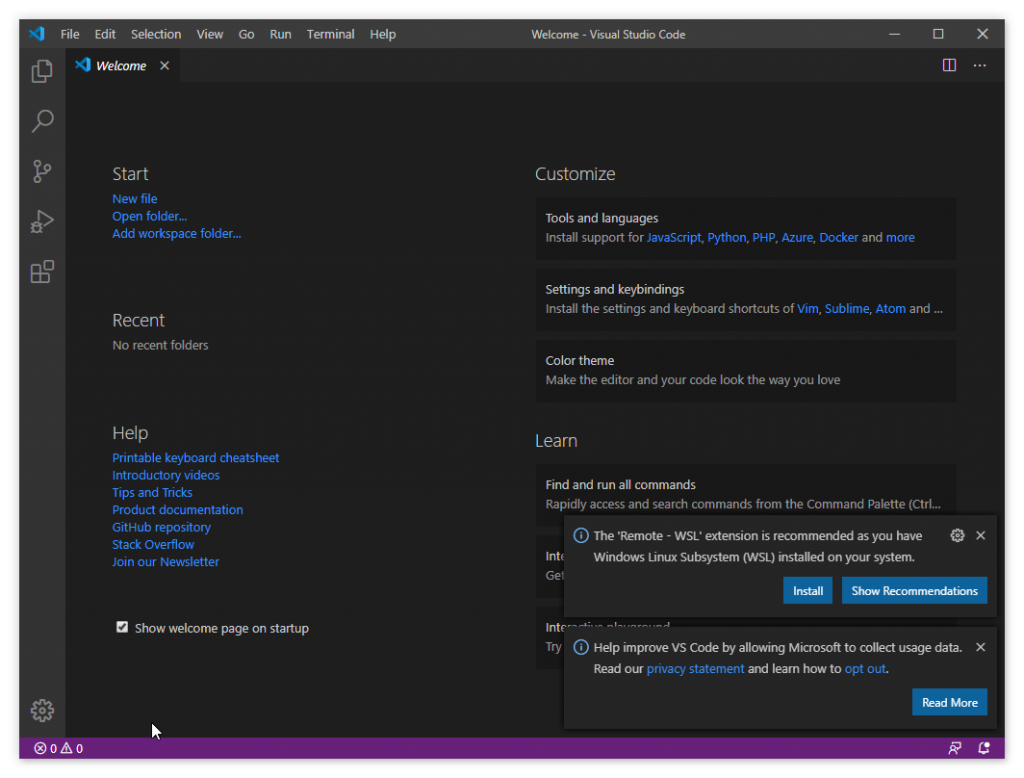 File Edit Selection View Go Run Terminal Help Welcome - Visual Studio Code
Welcome
Start
New file
Open folder...
Add workspace folder...
Recent
No recent folders
Help
Printable keyboard cheatsheet
Introductory videos
Tips and Tricks
Product documentation
GitHub repository
Stack Overflow
Join our Newsletter
Show welcome page on startup
Customize
Tools and languages
Install support for JavaScript, Python, PHP, Azure, Docker and more
Settings and keybindings
Install the settings and keyboard shortcuts of Vim, Sublime, Atom and ...
Color theme
Make the editor and your code look the way you love
Learn
Find and run all commands
Rapidly access and search commands from the Command Palette (Ctrl...
The 'Remote - WSL' extension is recommended as you have
Windows Linux Subsystem (WSL) installed on your system.
Install Show Recommendations
Interactive playground
Try
Help improve VS Code by allowing Microsoft to collect usage data.
Read our privacy statement and learn how to opt out.
Read More
0 0